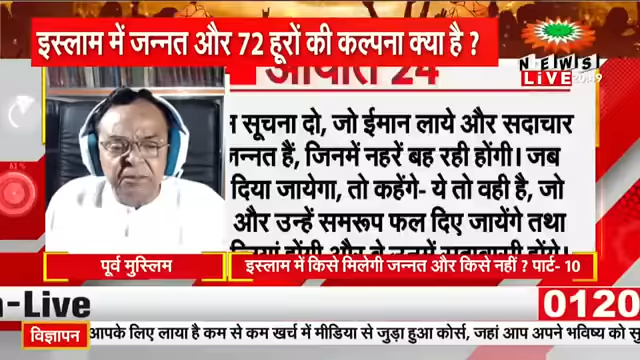 इस्लाम में जन्नत और 72 हूरों की कल्पना क्या है ?
NEWS
LIVE
आयात 24
सूचना दो, जो ईमान लाये और सदाचार
जन्नत हैं, जिनमें नहरें बह रही होंगी। जब
दिया जायेगा, तो कहेंगे- ये तो वही है, जो
और उन्हें समरूप फल दिए जायेंगे तथा
पूर्व मुस्लिम
इस्लाम में किसे मिलेगी जन्नत और किसे नहीं ? पार्ट- 10
-Live
0120
विज्ञापन
आपके लिए लाया है कम से कम खर्च में मीडिया से जुड़ा हुआ कोर्स, जहां आप अपने भविष्य को सु